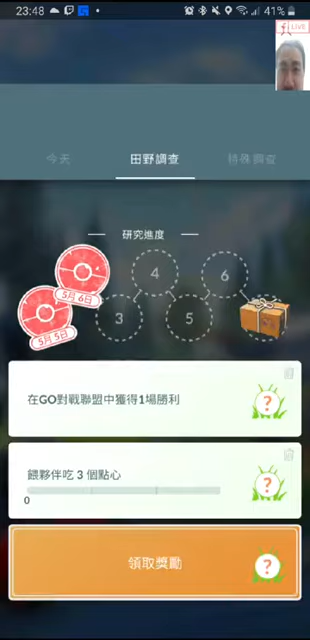 23:48
41%
LIVE
今天
田野調查
特殊調查
研究進度
4
6
5月6日
3
5
5月5日
在GO對戰聯盟中獲得1場勝利
?
餵夥伴吃 3 個點心
?
0
領取獎勵
?